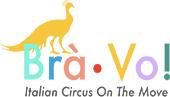 Brà•Vo!
Italian Circus On The Move